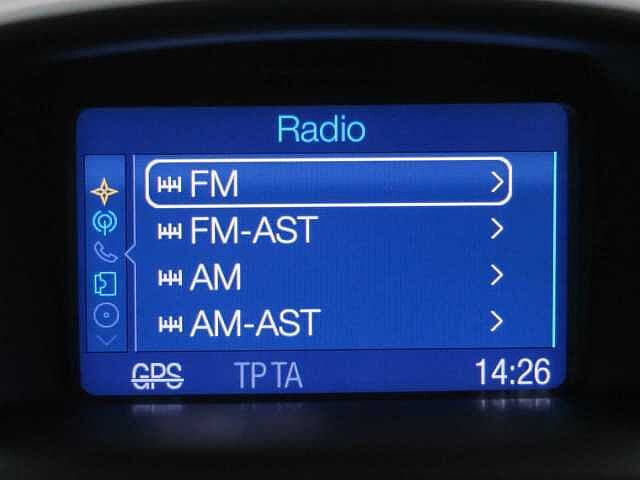 Radio
FM
FM-AST
AM
AM-AST
GPS TP TA 14:26